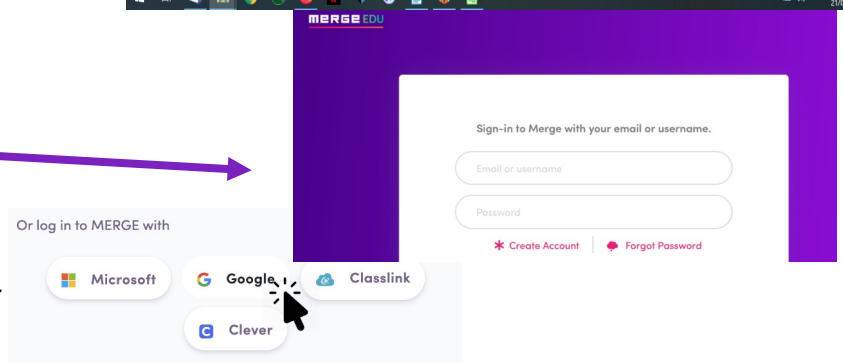 MERGE EDU
Sign-in to Merge with your email or username.
Email or username
Password
Create Account
Forgot Password
Or log in to MERGE with
Microsoft
Google
Classlink
Clever